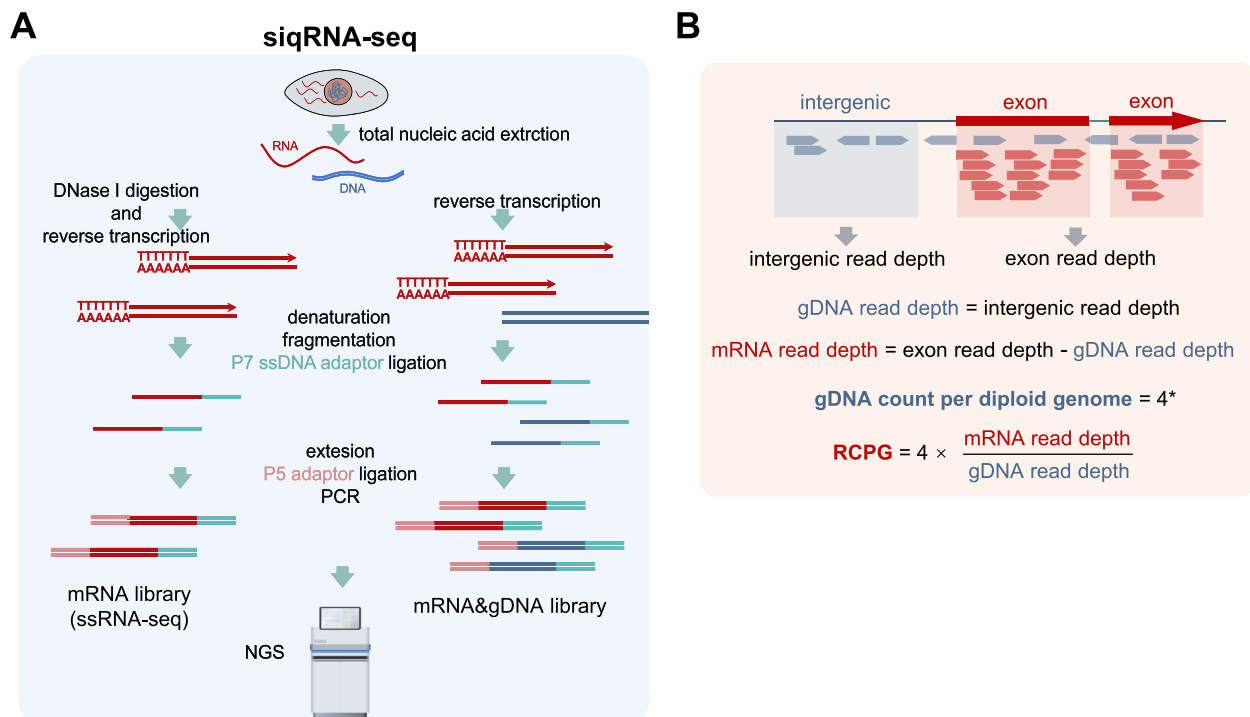 A
siqRNA-seq
total nucleic acid extrction
RNA
DNA
DNase I digestion
and
reverse transcription
reverse transcription
TTTTTTT
AAAAAA
TTTTTTT
AAAAAA
TTTTTTT
AAAAAA
TTTTTTT
AAAAAA
denaturation
fragmentation
P7 ssDNA adaptor ligation
extesion
P5 adaptor ligation
PCR
mRNA library
(ssRNA-seq)
mRNA&gDNA library
NGS
B
intergenic
exon
exon
intergenic read depth
exon read depth
gDNA read depth = intergenic read depth
mRNA read depth = exon read depth - gDNA read depth
gDNA count per diploid genome = 4*
RCPG = 4 × mRNA read depth
gDNA read depth